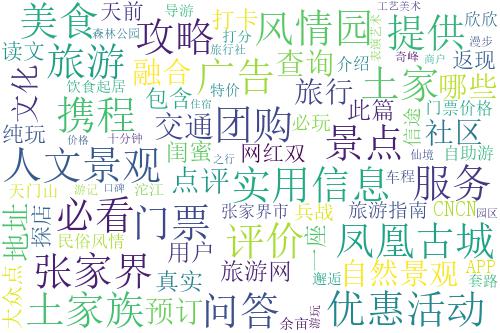 美食
天前
导游
打卡
工艺美术
欣欣
森林公园
旅行社
攻略
风情园
提供
漫步
读文
旅游
打分
奇峰
商户
返现
文化
饮食起居
融合
广告
查询
介绍
携程
包含
特价
住宿
旅行
土家
哪些
门票价格
纯玩
价格
十分钟
交通
团购
必玩
此篇
信途
社区
自助游
人文景观
闺蜜
之行
网红双
景点
仙境
天门山
游记
口碑
沱江
点评
实用信息
车程
服务
地址
探店
必看
门票
张家界市
兵战
旅游指南
CNCN
园区
民俗风情
用户
评价
一座
凤凰古城
大众点
张家界
真实
旅游网
邂逅
自然景观
APP
套路
土家族
预订
问答
余亩
游玩
优惠活动